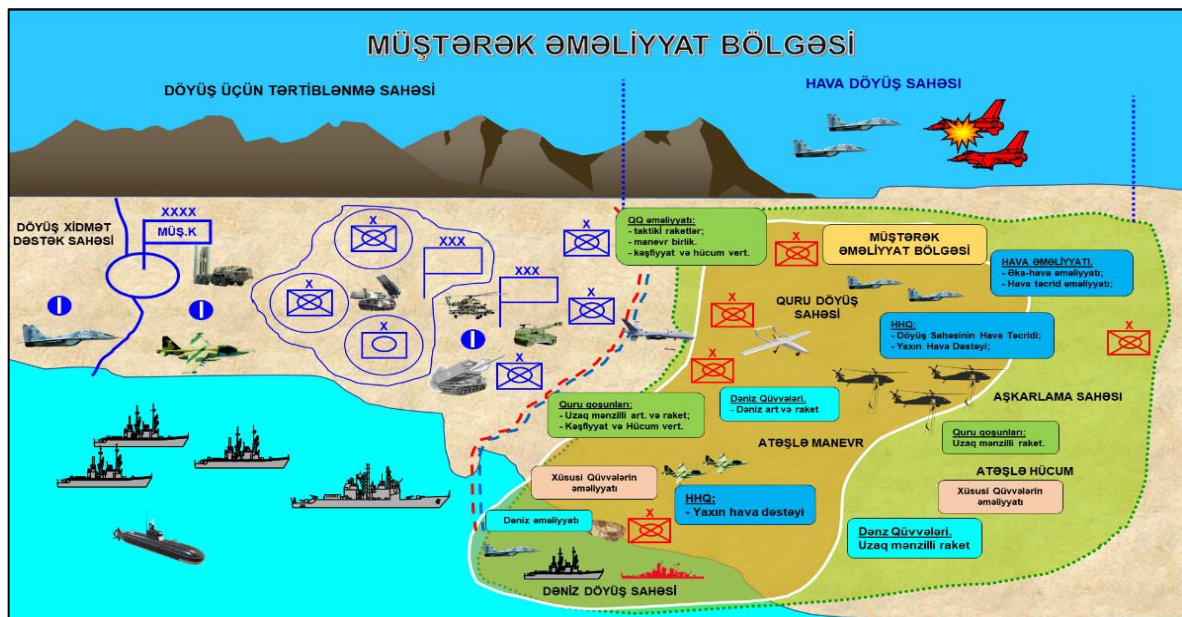 MÜŞTƏRƏK ƏMƏLİYYAT BÖLGƏSİ
DÖYÜŞ ÜÇÜN TƏRTİBLƏNMƏ SAHƏSİ
HAVA DÖYÜŞ SAHƏSI
DÖYÜŞ XİDMƏT
DƏSTƏK SAHƏSİ
XXXX
MÜŞ.K
X
X
X
XXX
XXX
X
X
X
QQ əməliyyatı:
- taktiki raketlər;
- manevr birlik.
- kəşfiyyat və hücum vert.
X
MÜŞTƏRƏK
ƏMƏLİYYAT BÖLGƏSİ
HAVA ƏMƏLİYYATI.
- Əks-hava əməliyyatı;
- Hava təcrid əməliyyatı;
QURU DÖYÜŞ
SAHƏSİ
X
X
X
HHQ:
- Döyüş Sahəsinin Hava Təcridi;
- Yaxın Hava Dəstəyi;
Quru qoşunları:
- Uzaq mənzilli art. və raket;
- Kəşfiyyat və Hücum vert.
Dəniz Qüvvələri.
- Dəniz art və raket
AŞKARLAMA SAHƏSİ
Quru qoşunları:
Uzaq mənzilli raket.
ATƏŞLƏ MANEVR
ATƏŞLƏ HÜCUM
Xüsusi Qüvvələrin
əməliyyatı
Xüsusi Qüvvələrin
əməliyyatı
HHQ:
- Yaxın hava dəstəyi
Dəniz əməliyyatı
X
Dənz Qüvvələri.
Uzaq mənzilli raket
DƏNİZ DÖYÜŞ SAHƏSİ